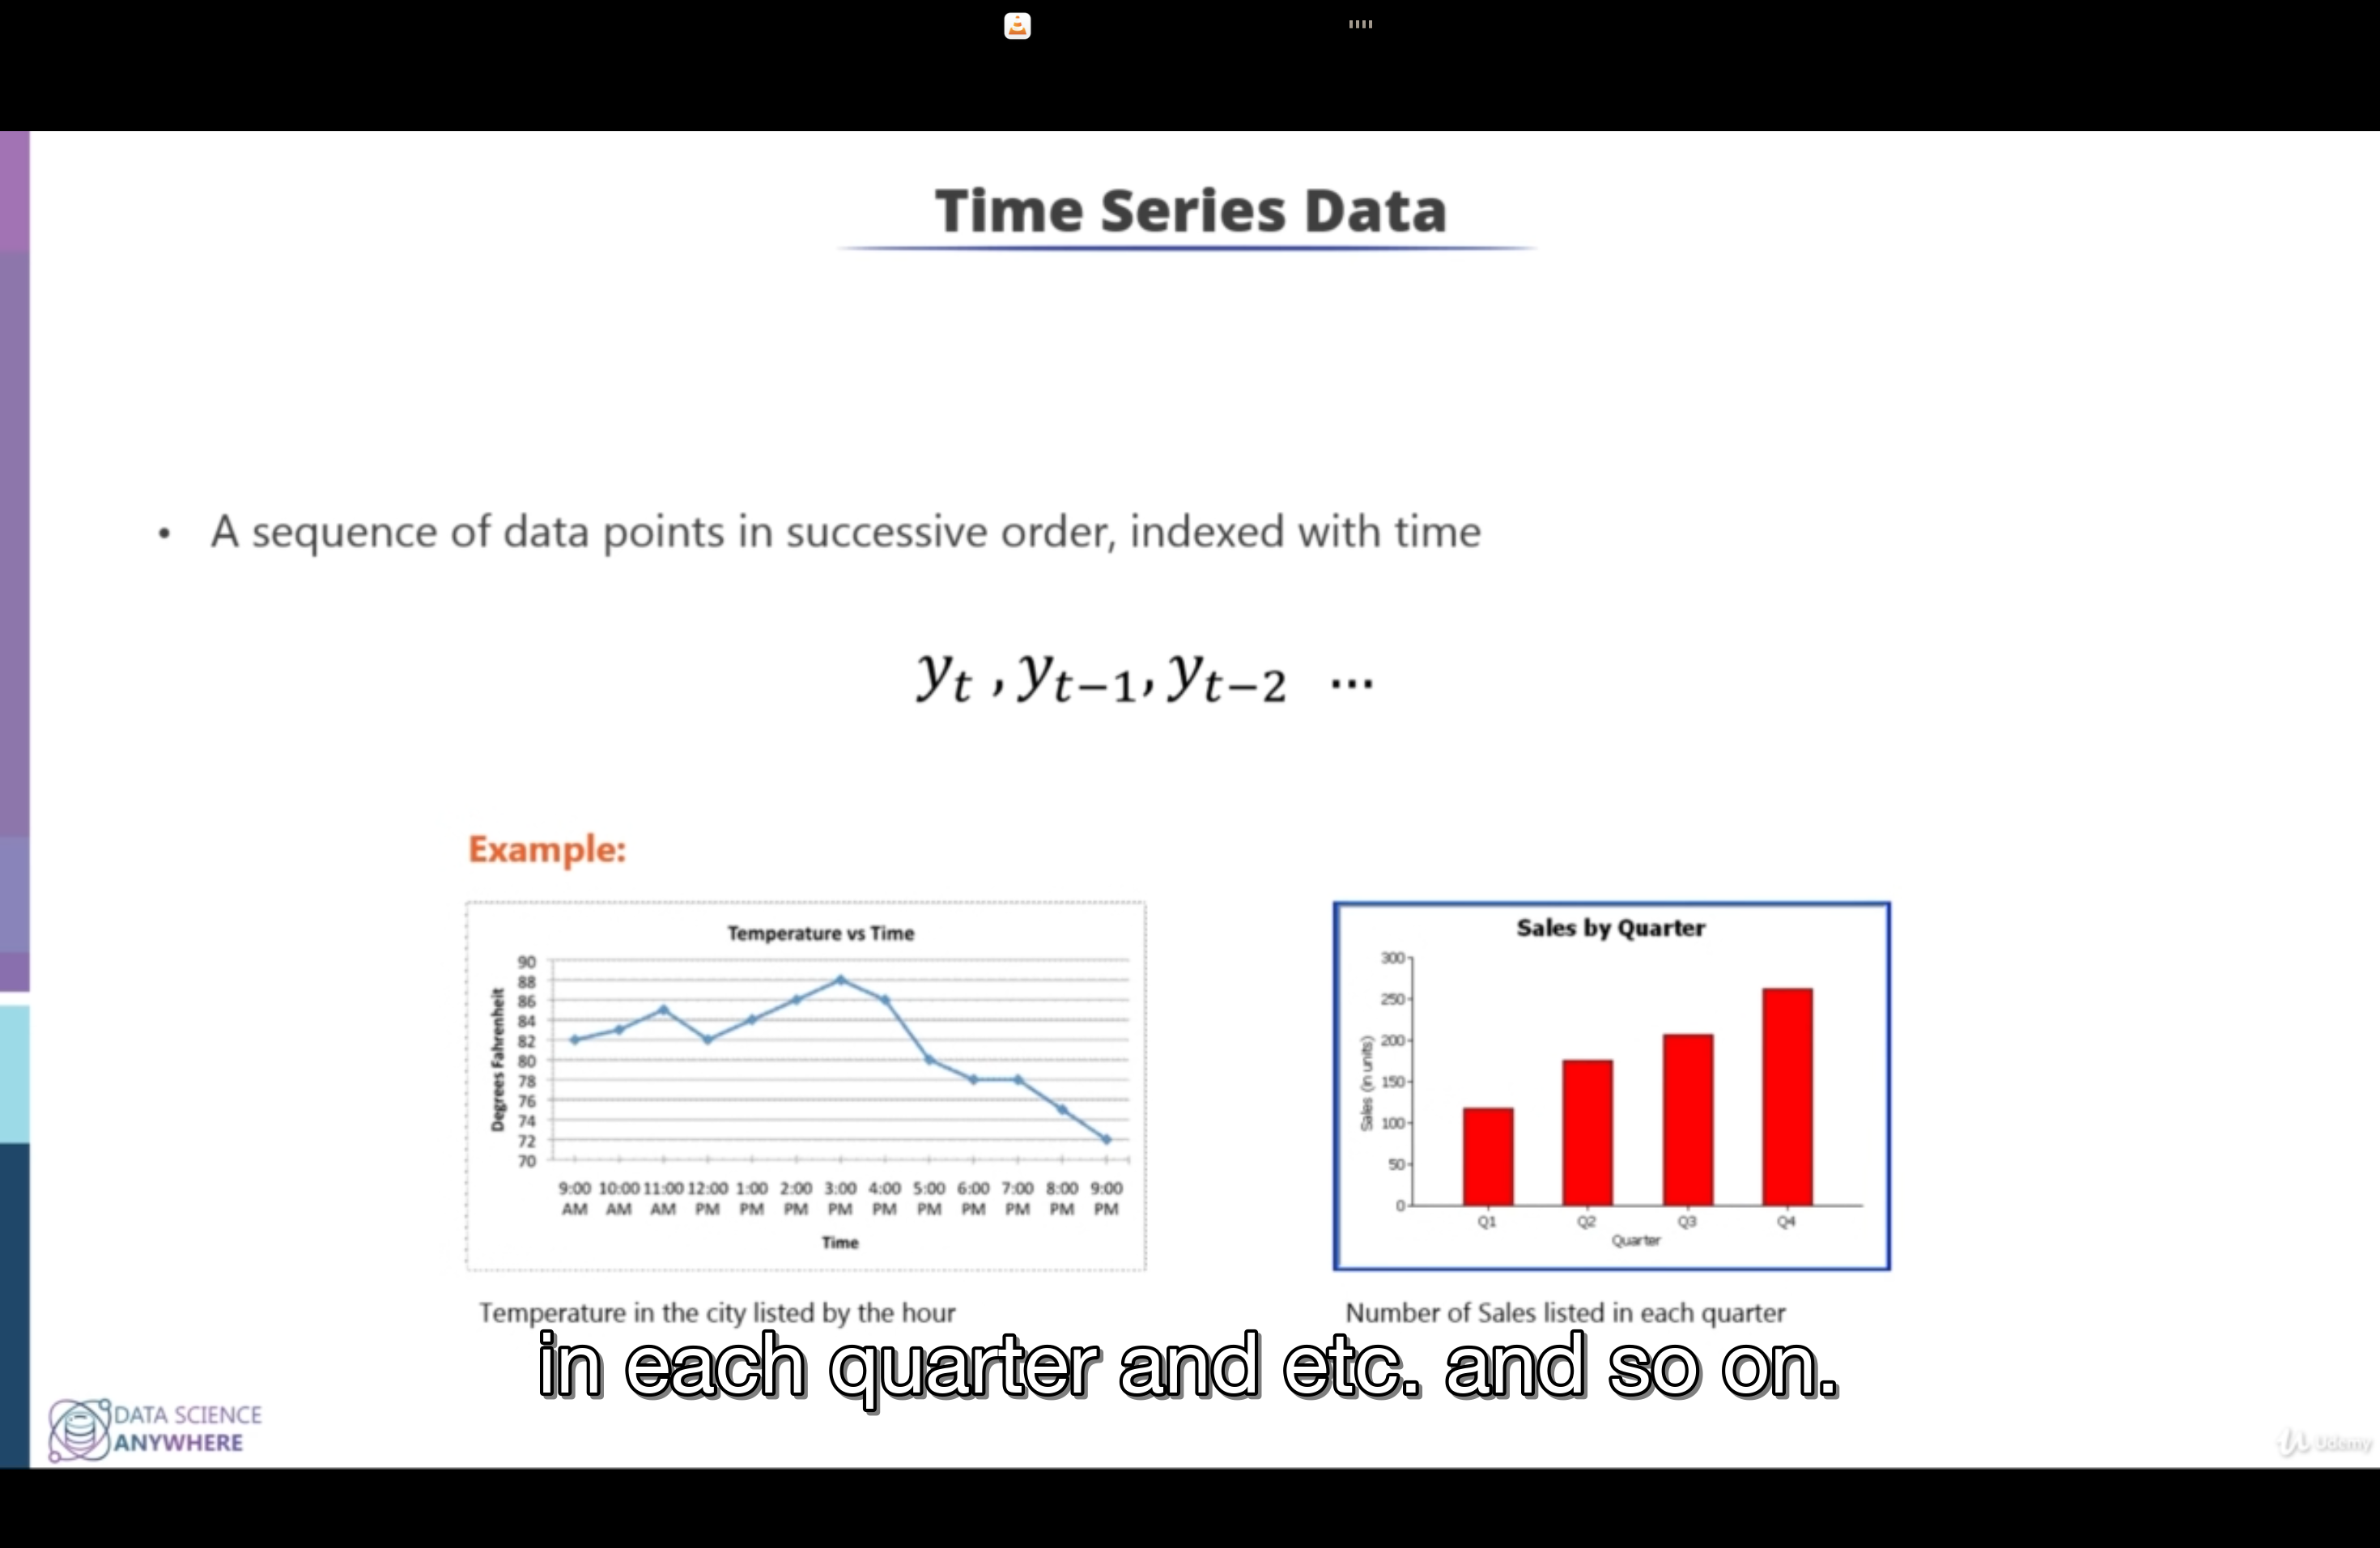 Time Series Data
• A sequence of data points in successive order, indexed with time
yt , yt−1, yt−2 ...
Example:
Temperature vs Time
Degrees Fahrenheit
90
88
86
84
82
80
78
76
74
72
70
9:00 10:00 11:00 12:00 1:00 2:00 3:00 4:00 5:00 6:00 7:00 8:00 9:00
AM AM AM PM PM PM PM PM PM PM PM PM PM
Time
Temperature in the city listed by the hour
Sales by Quarter
Sales (in units)
300
250
200
150
100
50
0
Q1 Q2 Q3 Q4
Quarter
Number of Sales listed in each quarter
in each quarter and etc. and so on.
DATA SCIENCE
ANYWHERE
Udemy